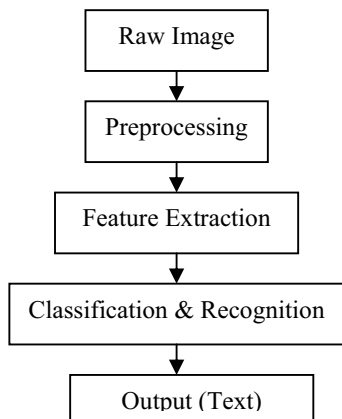 Raw Image
Preprocessing
Feature Extraction
Classification & Recognition
Output (Text)